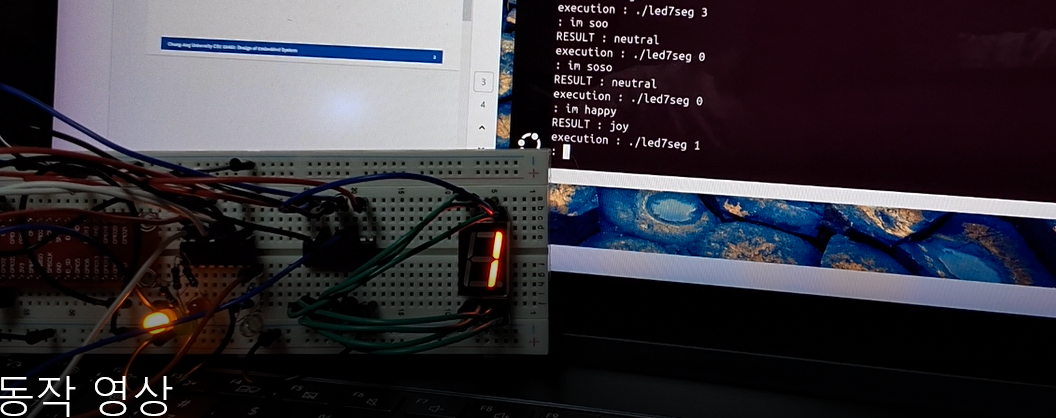 execution : ./led7seg 3
: im soo
RESULT : neutral
execution : ./led7seg 0
: im soso
RESULT : neutral
execution : ./led7seg 0
: im happy
RESULT : joy
execution : ./led7seg 1
:
3
4
1
동작 영상